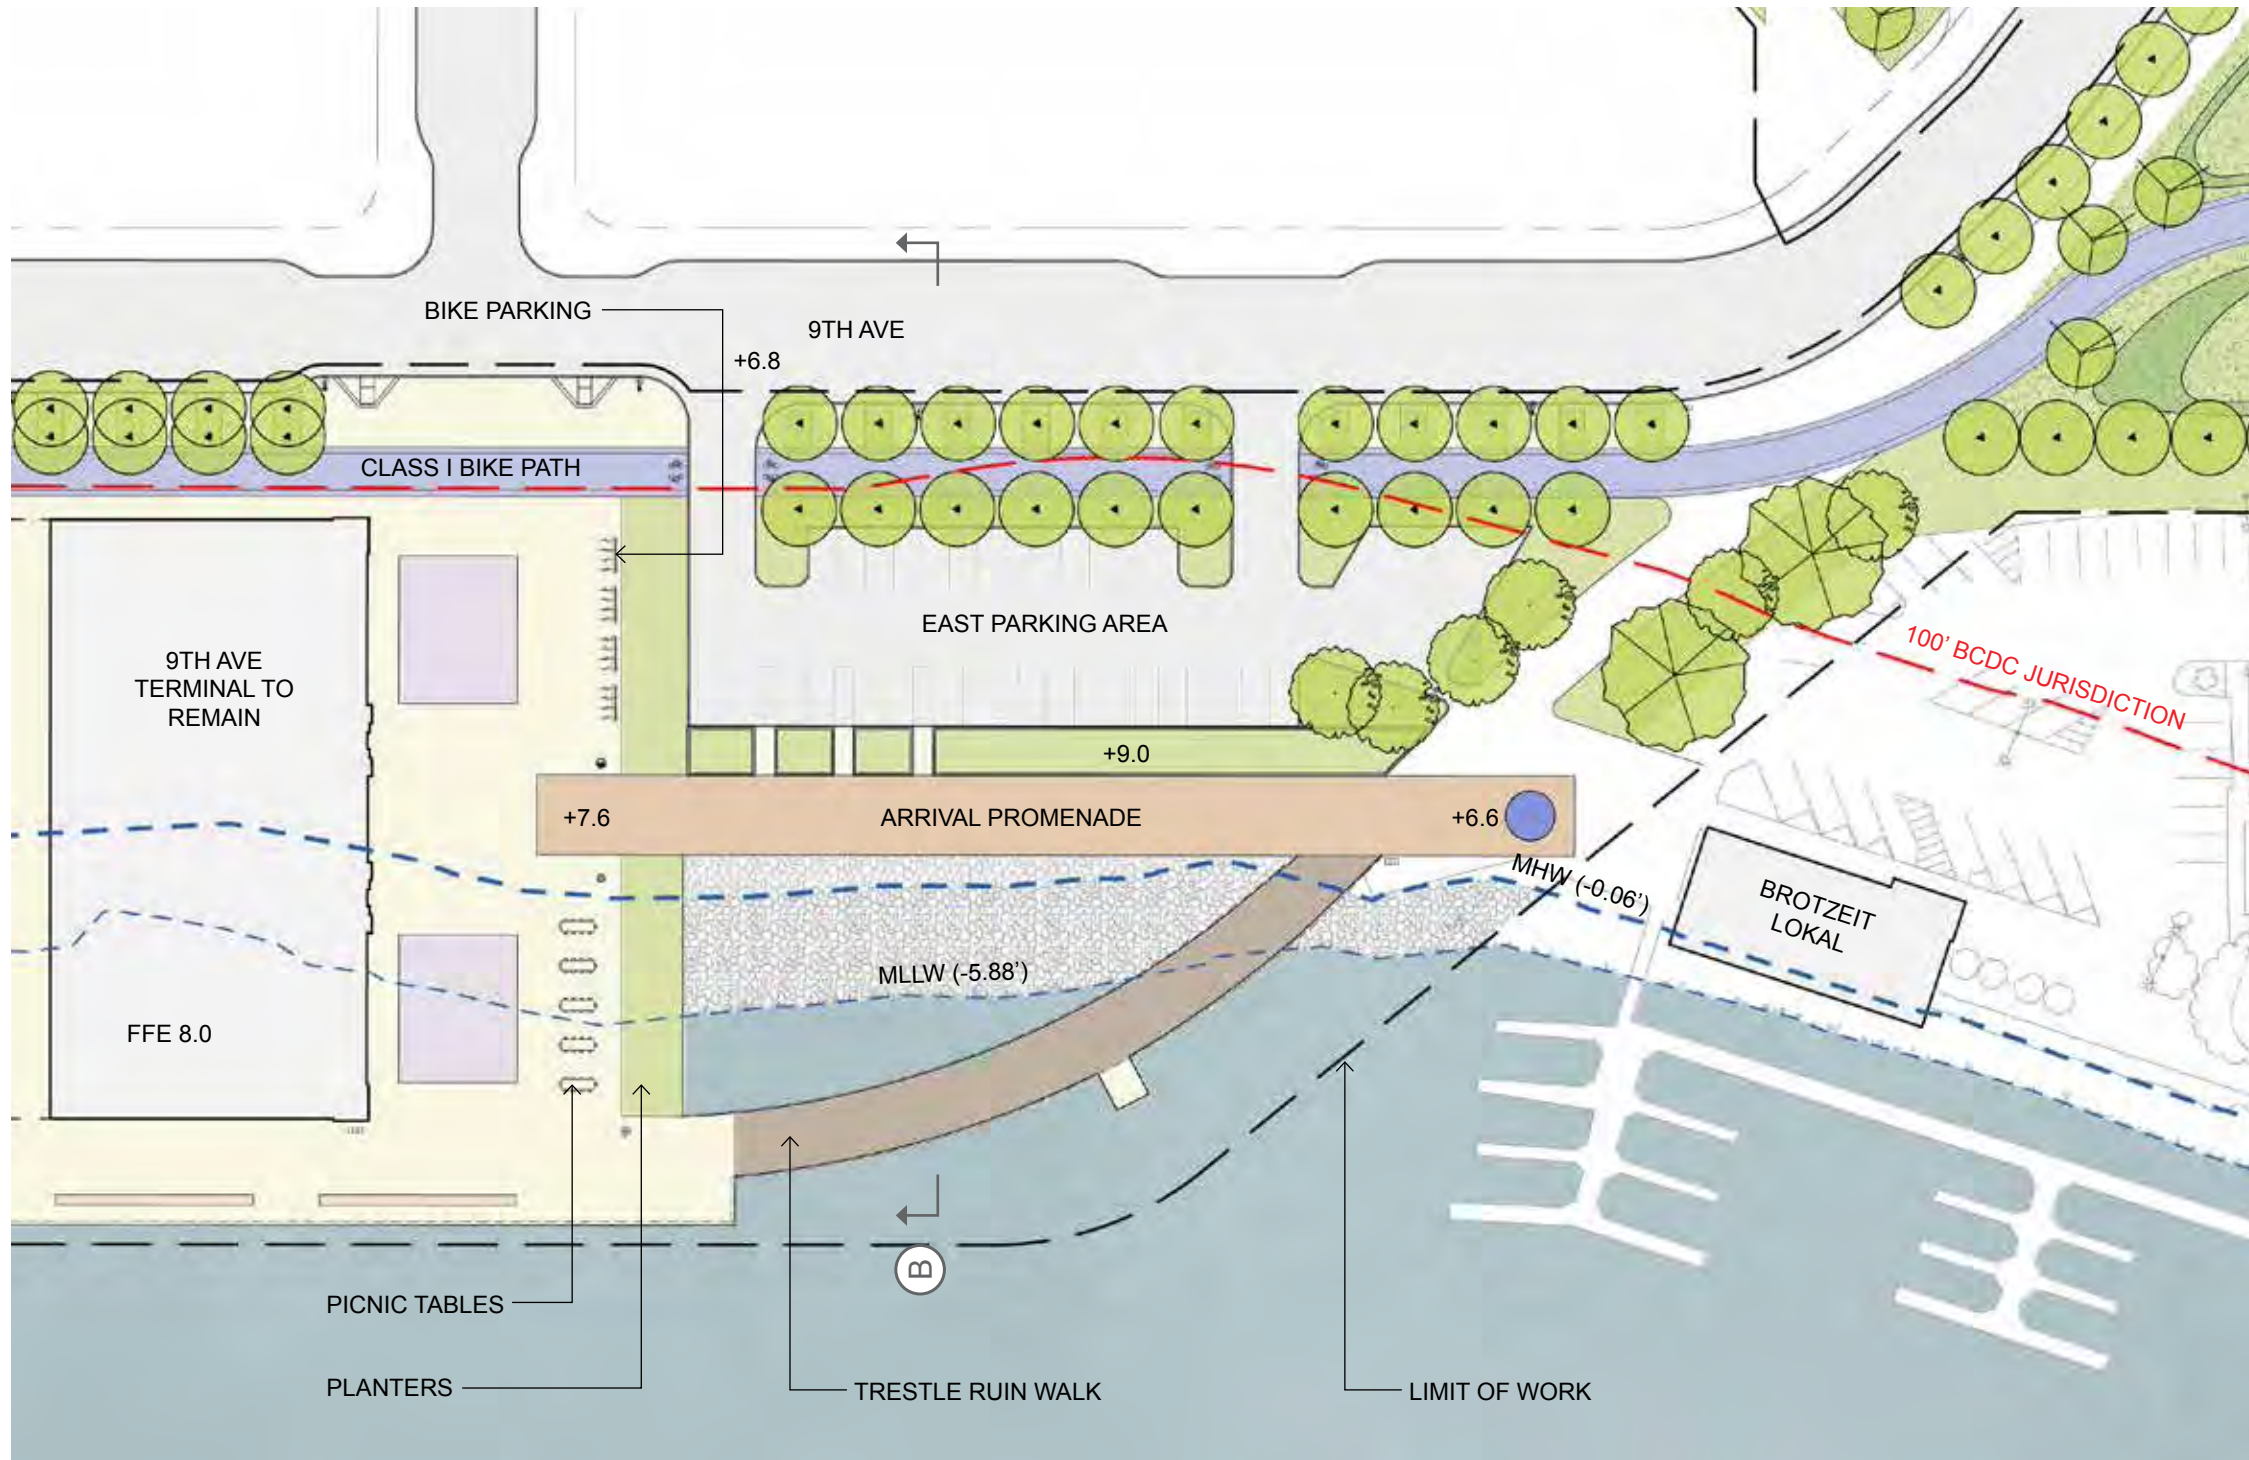 BIKE PARKING
9TH AVE
+6.8
CLASS I BIKE PATH
EAST PARKING AREA
9TH AVE
TERMINAL TO
REMAIN
100’ BCDC JURISDICTION
+9.0
+7.6
ARRIVAL PROMENADE
+6.6
MHW (-0.06’)
BROTZEIT
LOKAL
MLLW (-5.88’)
FFE 8.0
B
PICNIC TABLES
PLANTERS
TRESTLE RUIN WALK
LIMIT OF WORK